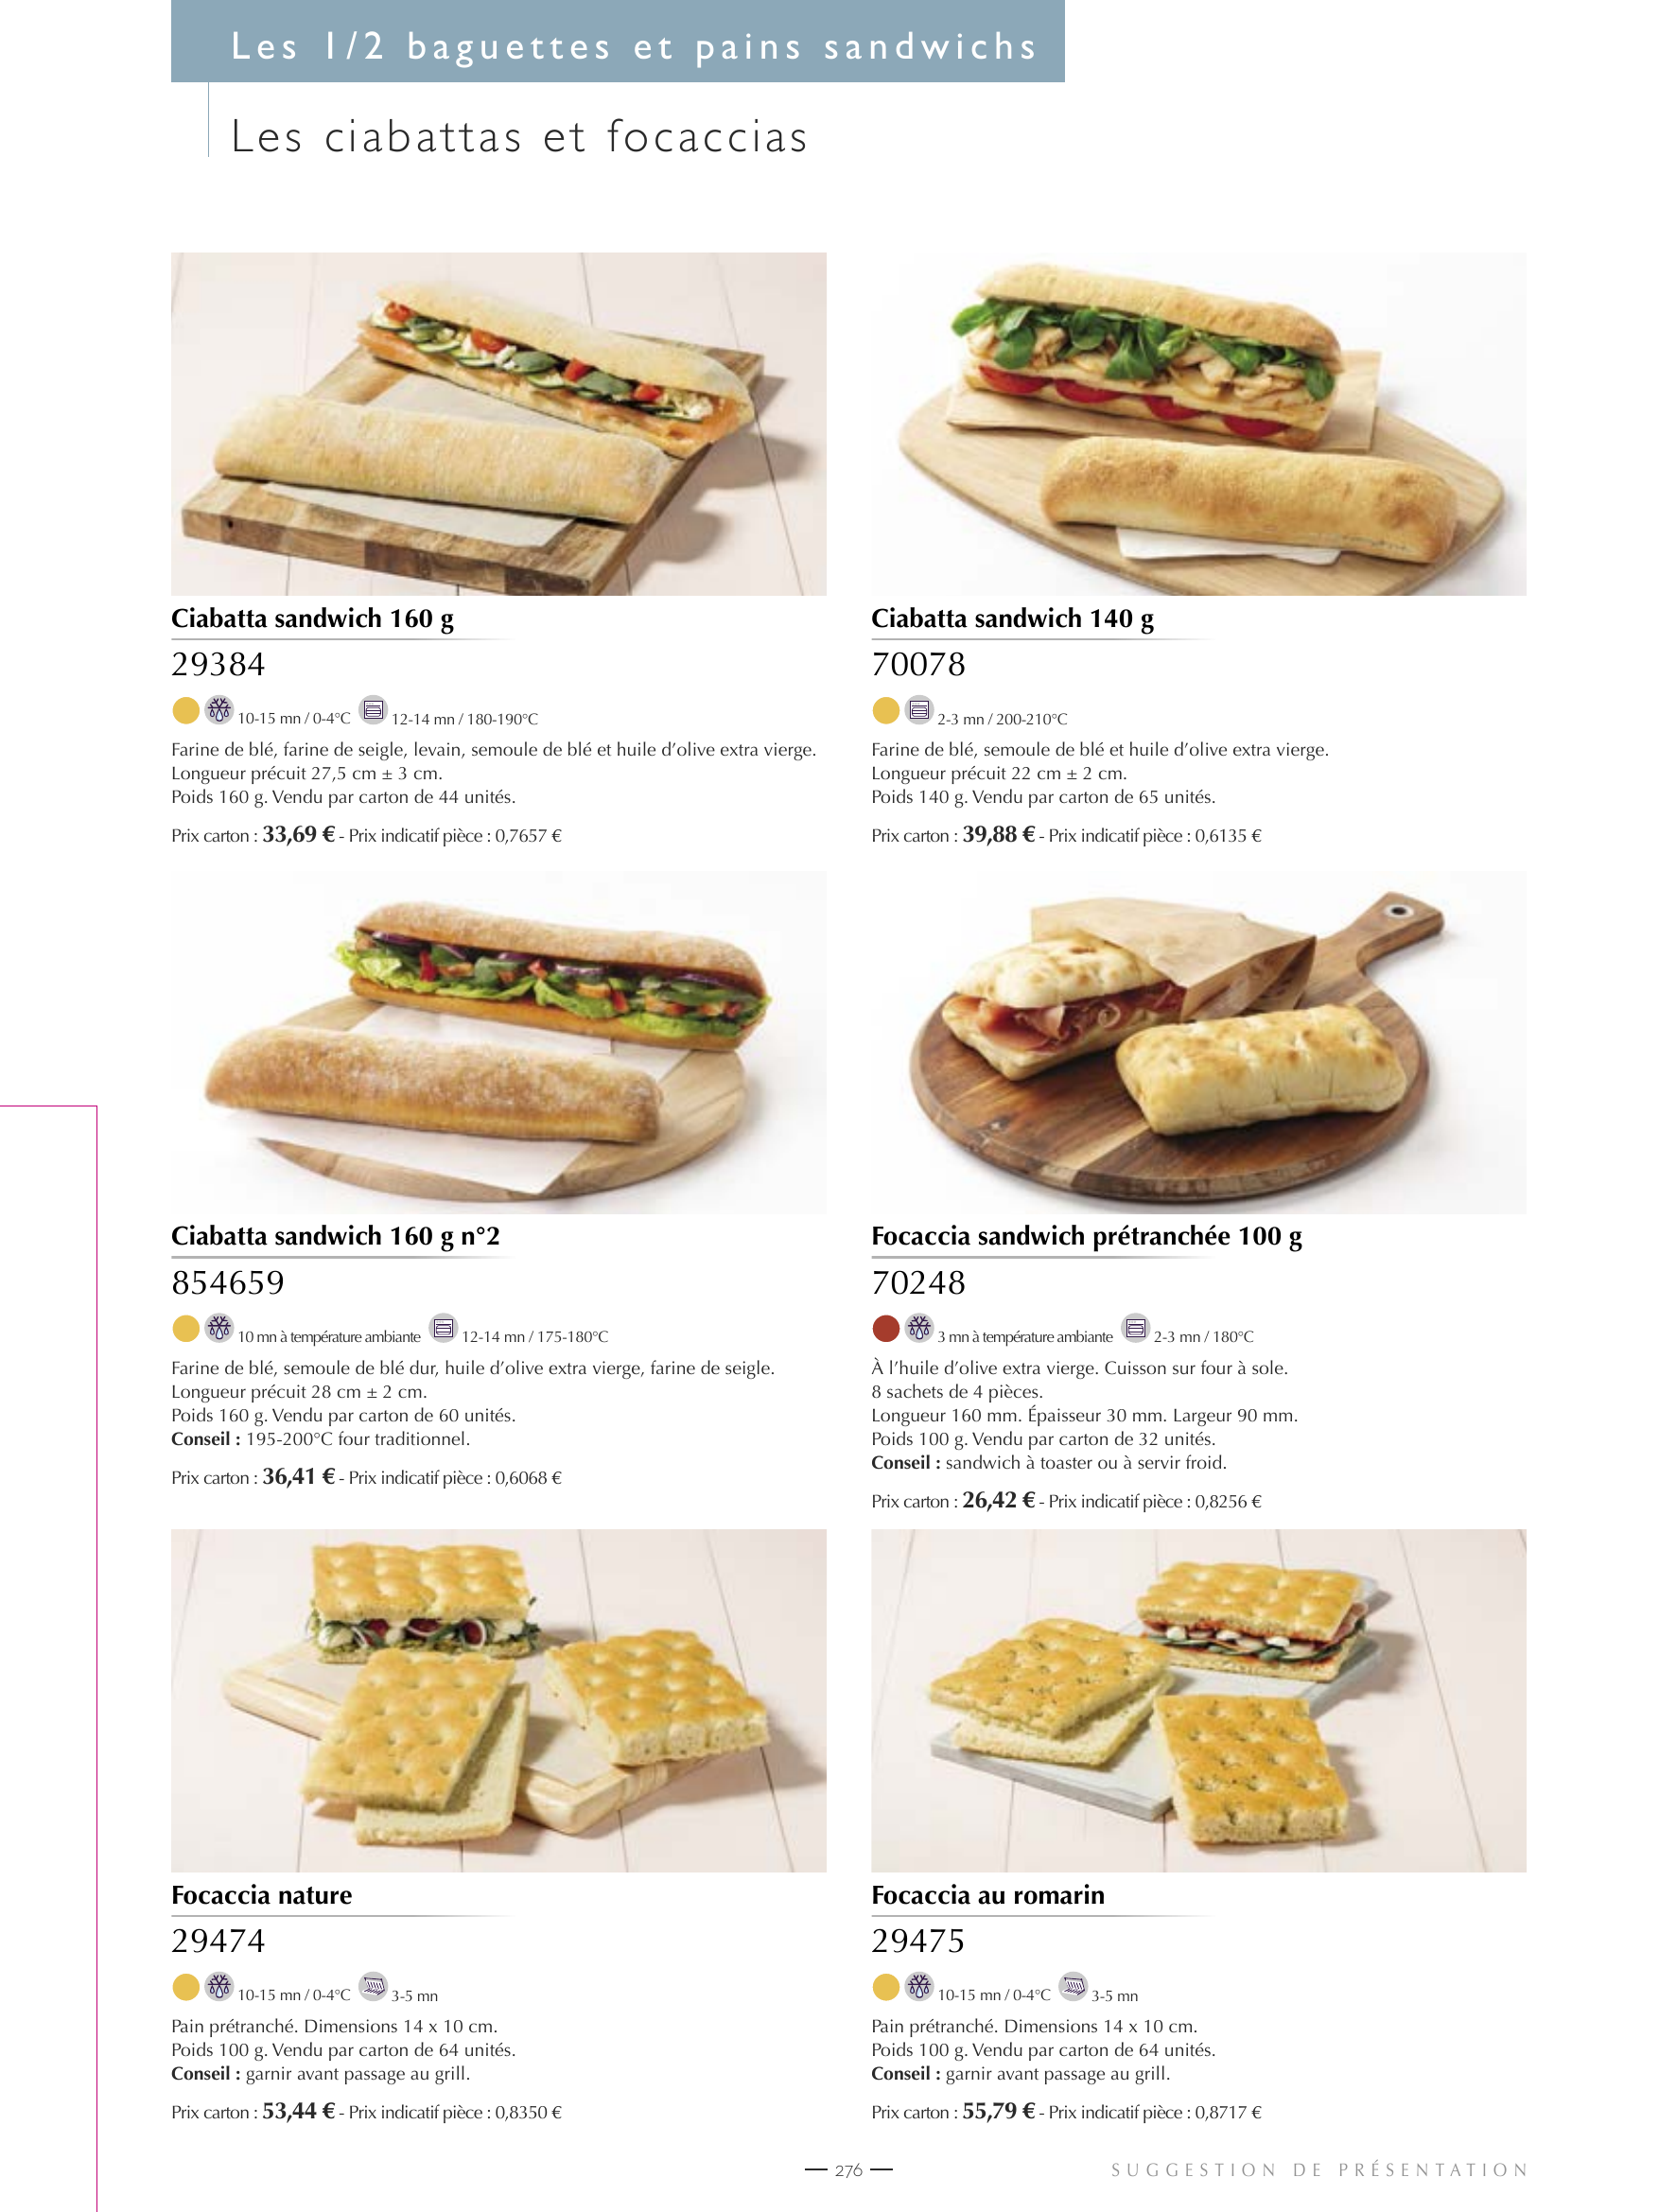 Les 1/2 baguettes et pains sandwichs
Les ciabattas et focaccias
Ciabatta sandwich 160 g
29384
10-15 mn / 0-4°C 12-14 mn / 180-190°C
Farine de blé, farine de seigle, levain, semoule de blé et huile d’olive extra vierge.
Longueur précuit 27,5 cm ± 3 cm.
Poids 160 g. Vendu par carton de 44 unités.
Prix carton : 33,69 € - Prix indicatif pièce : 0,7657 €
Ciabatta sandwich 140 g
70078
2-3 mn / 200-210°C
Farine de blé, semoule de blé et huile d’olive extra vierge.
Longueur précuit 22 cm ± 2 cm.
Poids 140 g. Vendu par carton de 65 unités.
Prix carton : 39,88 € - Prix indicatif pièce : 0,6135 €
Ciabatta sandwich 160 g n°2
854659
10 mn à température ambiante 12-14 mn / 175-180°C
Farine de blé, semoule de blé dur, huile d’olive extra vierge, farine de seigle.
Longueur précuit 28 cm ± 2 cm.
Poids 160 g. Vendu par carton de 60 unités.
Conseil : 195-200°C four traditionnel.
Prix carton : 36,41 € - Prix indicatif pièce : 0,6068 €
Focaccia sandwich prétranchée 100 g
70248
3 mn à température ambiante 2-3 mn / 180°C
À l’huile d’olive extra vierge. Cuisson sur four à sole.
8 sachets de 4 pièces.
Longueur 160 mm. Épaisseur 30 mm. Largeur 90 mm.
Poids 100 g. Vendu par carton de 32 unités.
Conseil : sandwich à toaster ou à servir froid.
Prix carton : 26,42 € - Prix indicatif pièce : 0,8256 €
Focaccia nature
29474
10-15 mn / 0-4°C 3-5 mn
Pain prétranché. Dimensions 14 x 10 cm.
Poids 100 g. Vendu par carton de 64 unités.
Conseil : garnir avant passage au grill.
Prix carton : 53,44 € - Prix indicatif pièce : 0,8350 €
Focaccia au romarin
29475
10-15 mn / 0-4°C 3-5 mn
Pain prétranché. Dimensions 14 x 10 cm.
Poids 100 g. Vendu par carton de 64 unités.
Conseil : garnir avant passage au grill.
Prix carton : 55,79 € - Prix indicatif pièce : 0,8717 €
276
SUGGESTION DE PRÉSENTATION